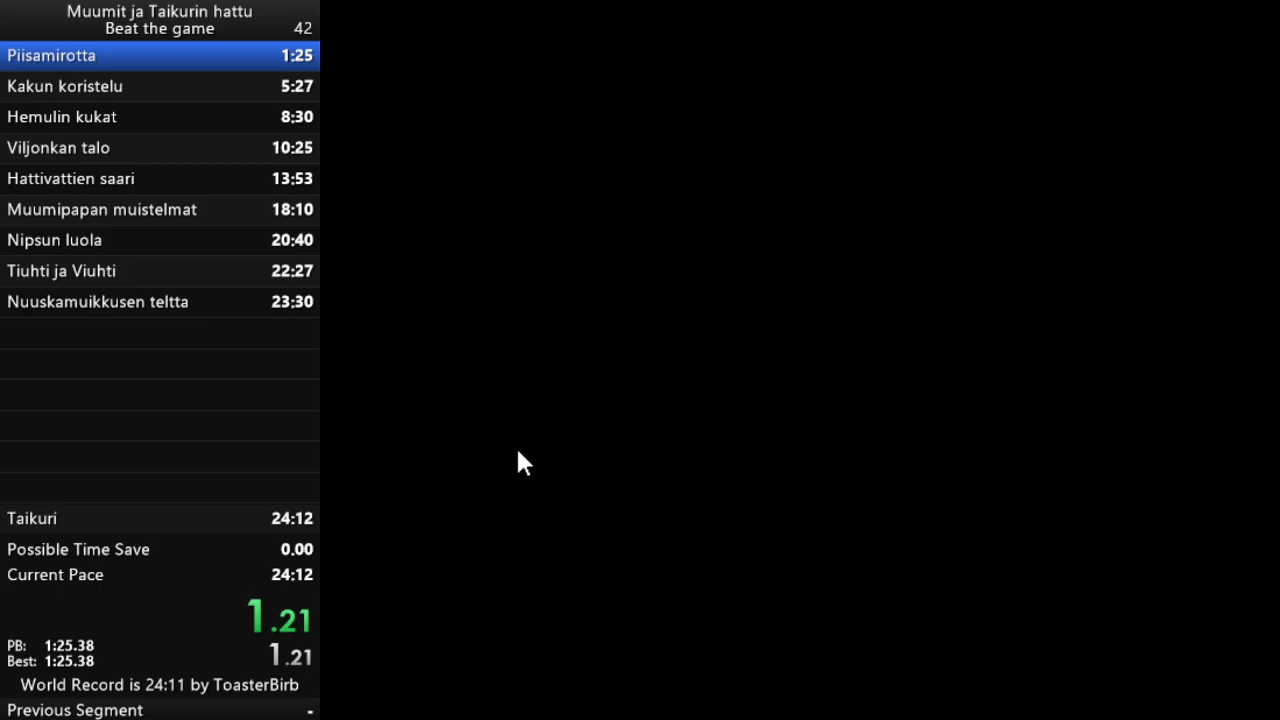 Muumit ja Taikurin hattu
Beat the game 42
Piisamirotta 1:25
Kakun koristelu 5:27
Hemulin kukat 8:30
Viljonkan talo 10:25
Hattivattien saari 13:53
Muumipapan muistelmat 18:10
Nipsun luola 20:40
Tiuhti ja Viuhti 22:27
Nuuskamuikkusen teltta 23:30
Taikuri 24:12
Possible Time Save 0.00
Current Pace 24:12
1.21
PB: 1:25.38
Best: 1:25.38
1.21
World Record is 24:11 by ToasterBirb
Previous Segment -